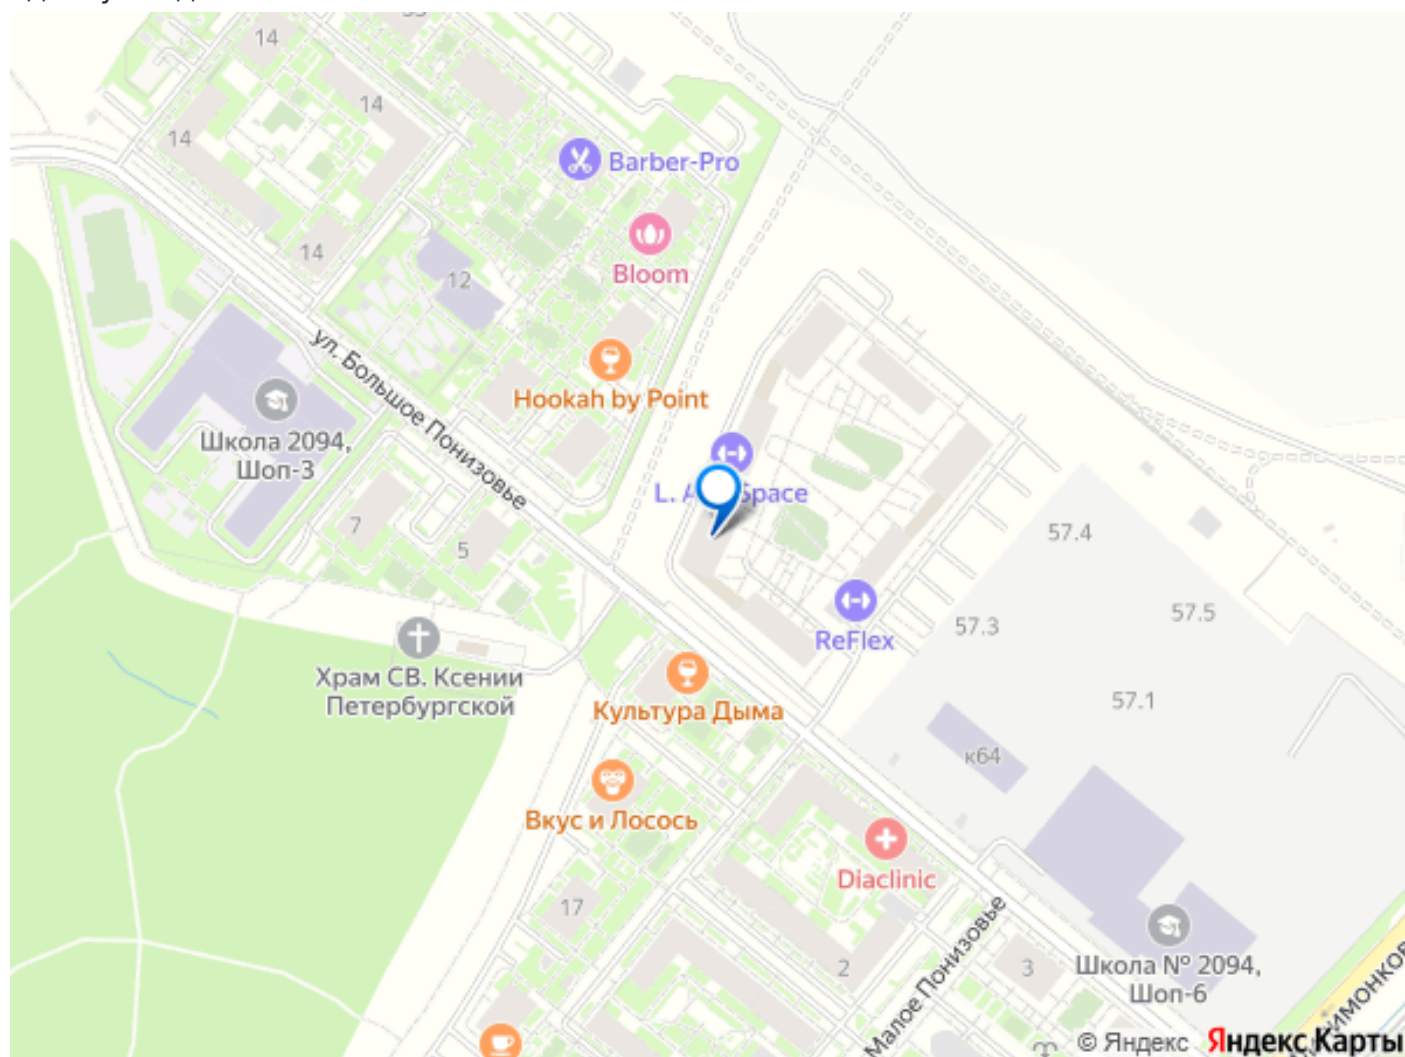 14
14
14
Barber-Pro
Bloom
14
12
ул. Большое Понизовье
Hookah by Point
Школа 2094,
Шоп-3
L. A Space
7
5
57.4
57.3
57.5
ReFlex
Храм СВ. Ксении
Петербургской
57.1
Культура Дыма
к64
Вкус и Лосось
Diaclinic
17
2
Малое Понизовье
3
Школа № 2094,
Шоп-6
© Яндекс Яндекс Карты